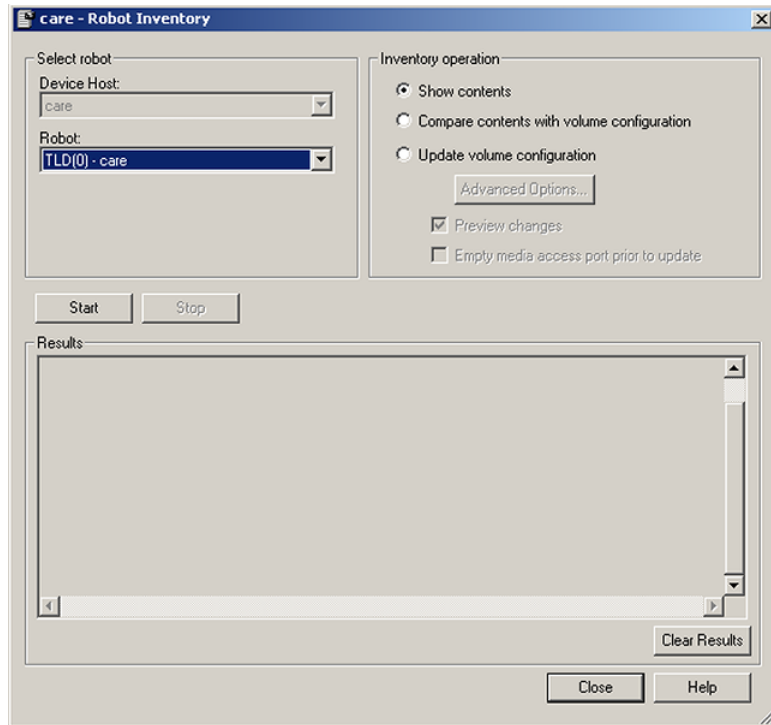 care - Robot Inventory
Select robot
Device Host:
care
Robot:
TLD(0) - care
Inventory operation
Show contents
Compare contents with volume configuration
Update volume configuration
Advanced Options...
Preview changes
Empty media access port prior to update
Start
Stop
Results
Clear Results
Close
Help